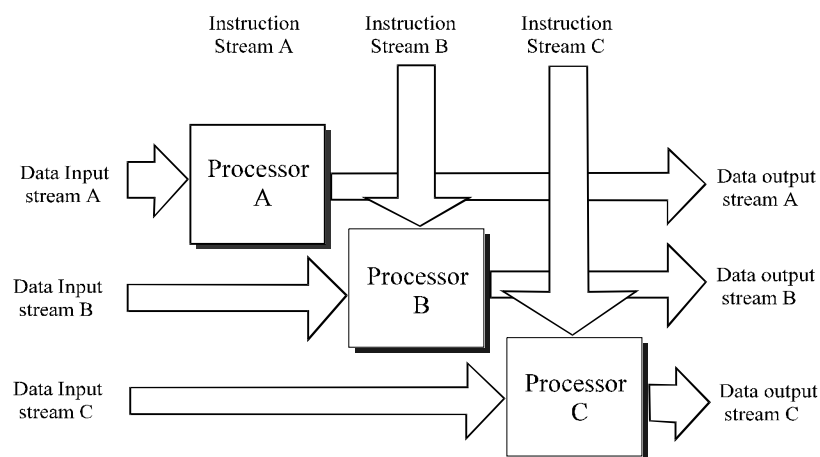 Instruction
Stream A
Instruction
Stream B
Instruction
Stream C
Data Input
stream A
Processor
A
Data output
stream A
Data Input
stream B
Processor
B
Data output
stream B
Data Input
stream C
Processor
C
Data output
stream C